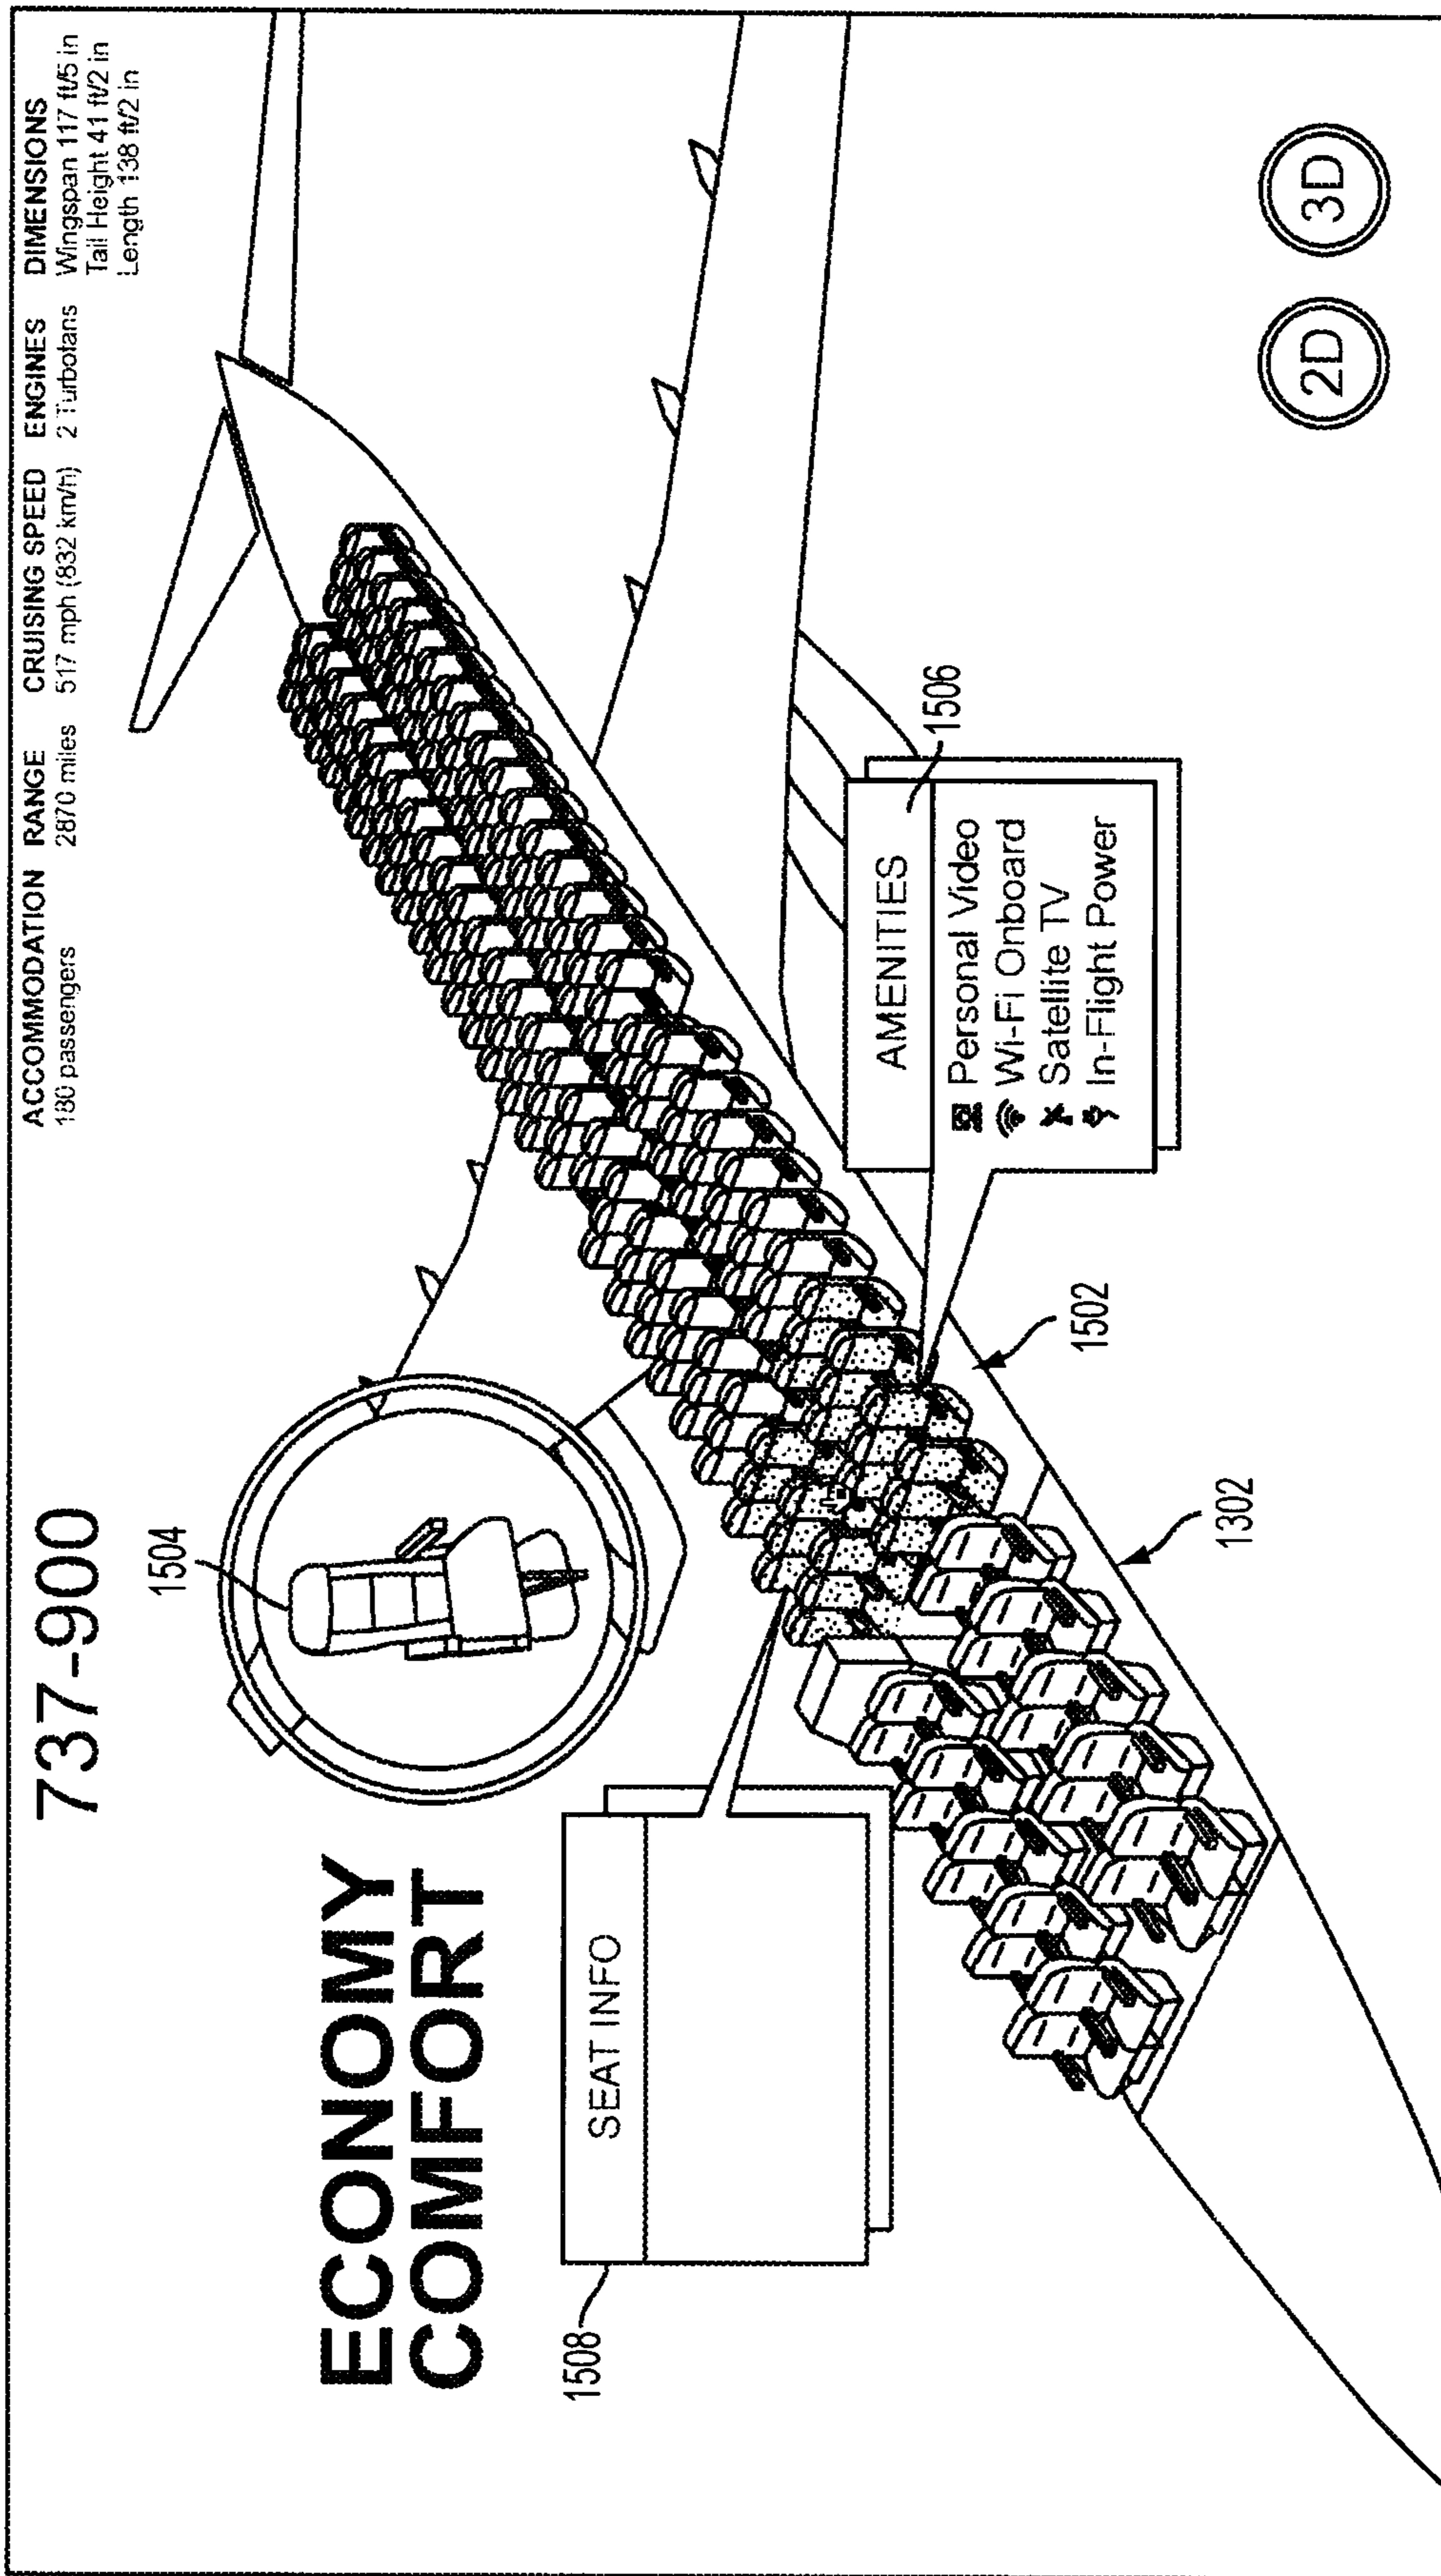 737-900
ACCOMMODATION
180 passengers
RANGE
2870 miles
CRUISING SPEED
517 mph (832 km/h)
ENGINES
2 Turbofans
DIMENSIONS
Wingspan 117 ft/5 in
Tail Height 41 ft/2 in
Length 138 ft/2 in
ECONOMY
COMFORT
1504
1508
SEAT INFO
AMENITIES
Personal Video
Wi-Fi Onboard
Satellite TV
In-Flight Power
1506
1502
1302
2D
3D